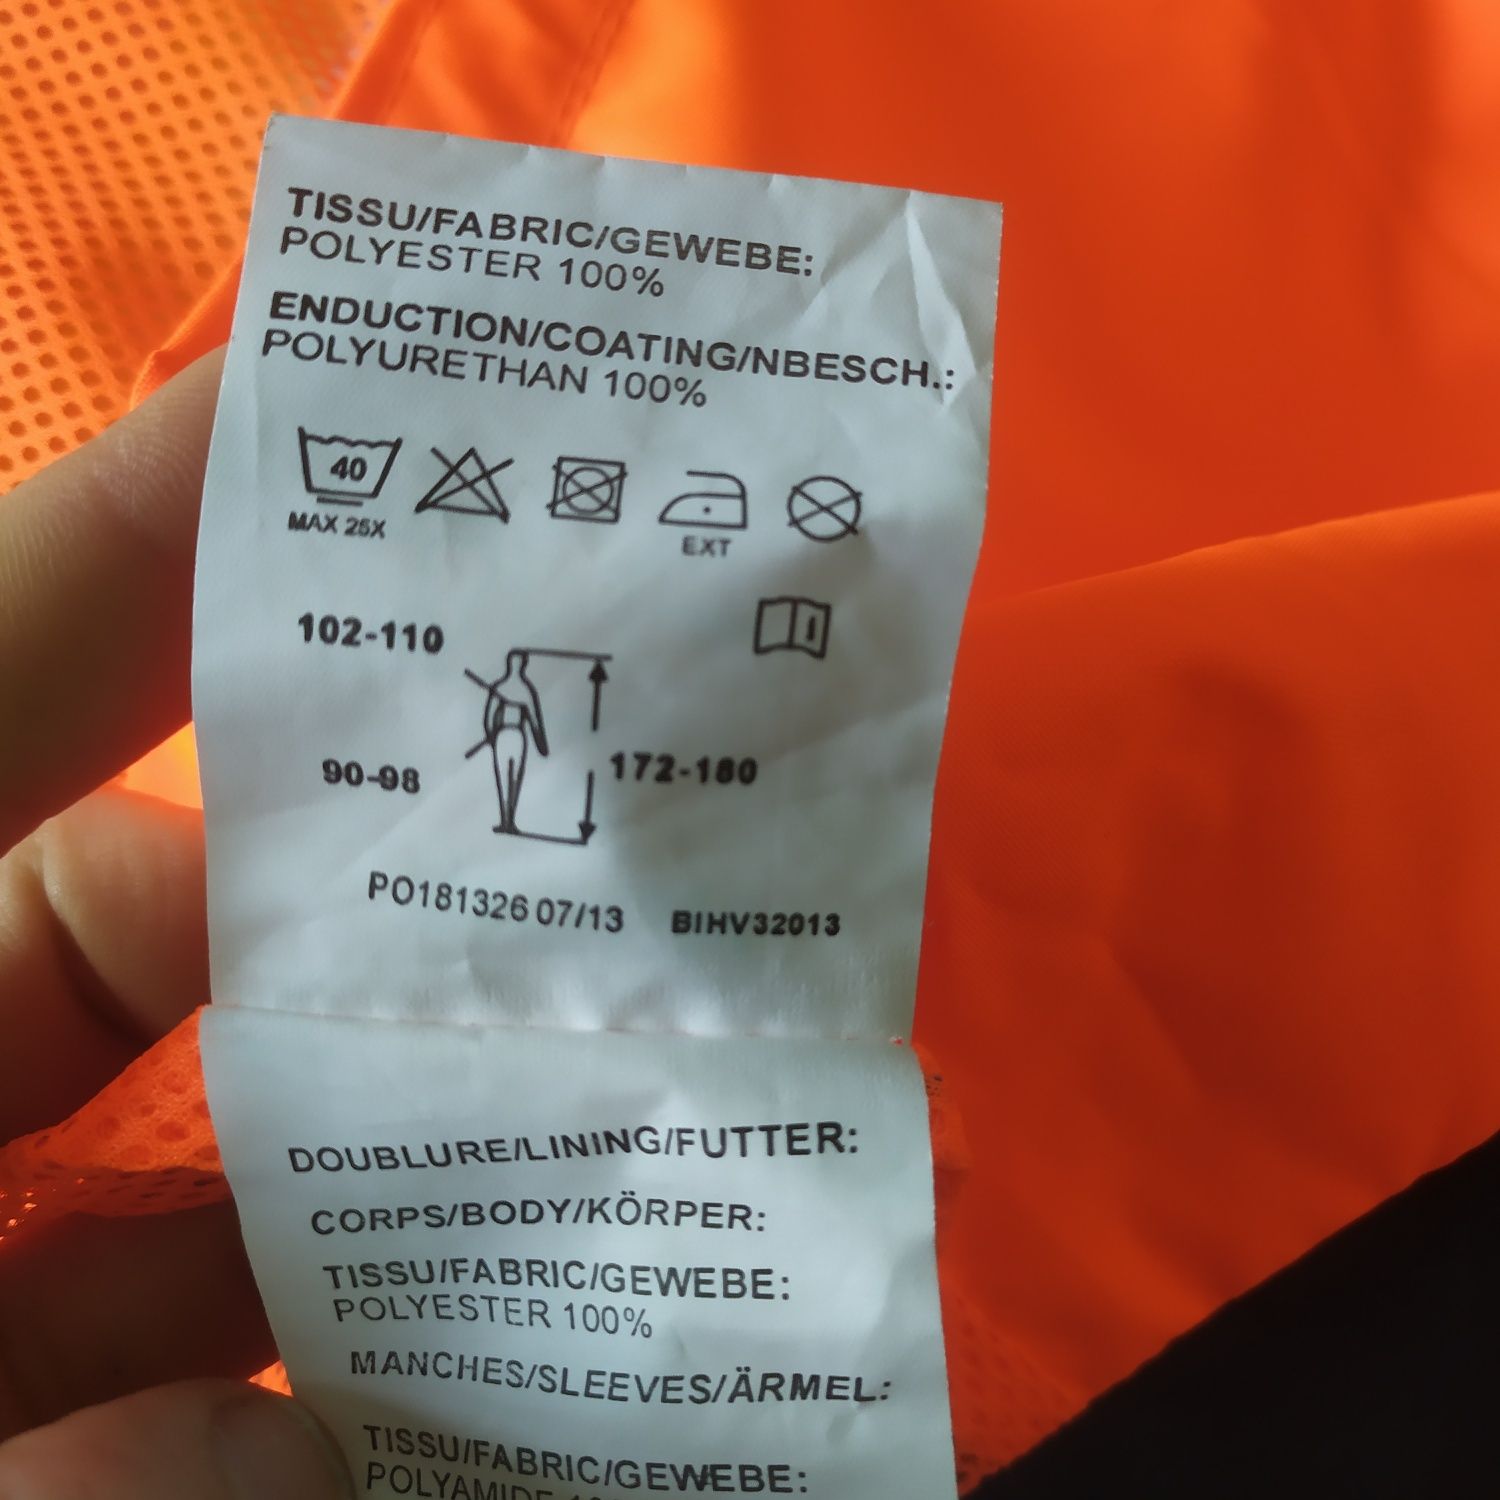 TISSU/FABRIC/GEWEBE:
POLYESTER 100%
ENDUCTION/COATING/NBESCH.:
POLYURETHAN 100%
40
MAX 25X
EXT
102-110
90-98
172-180
PO181326 07/13 BIHV32013
DOUBLURE/LINING/FUTTER:
CORPS/BODY/KÖRPER:
TISSU/FABRIC/GEWEBE:
POLYESTER 100%
MANCHES/SLEEVES/ÄRMEL:
TISSU/FABRIC/GEWEBE:
POLYAMIDE